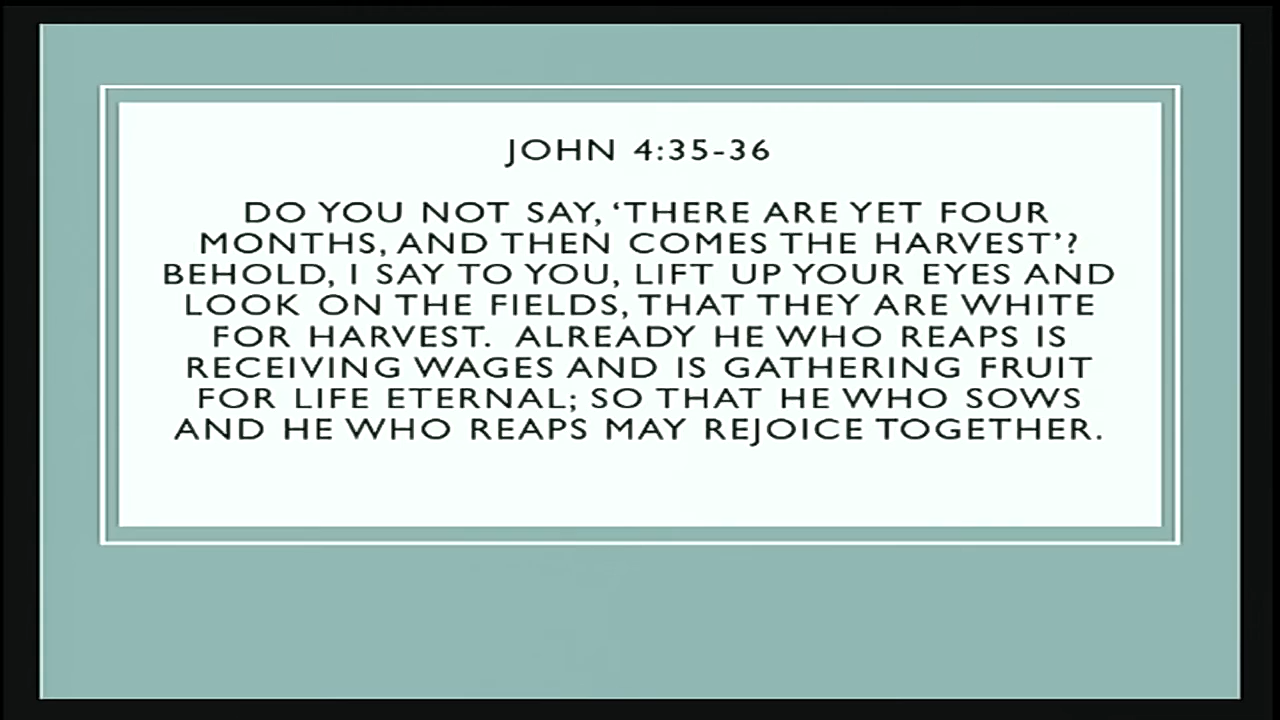 JOHN 4:35-36
DO YOU NOT SAY, ‘THERE ARE YET FOUR
MONTHS, AND THEN COMES THE HARVEST’?
BEHOLD, I SAY TO YOU, LIFT UP YOUR EYES AND
LOOK ON THE FIELDS, THAT THEY ARE WHITE
FOR HARVEST.  ALREADY HE WHO REAPS IS
RECEIVING WAGES AND IS GATHERING FRUIT
FOR LIFE ETERNAL; SO THAT HE WHO SOWS
AND HE WHO REAPS MAY REJOICE TOGETHER.